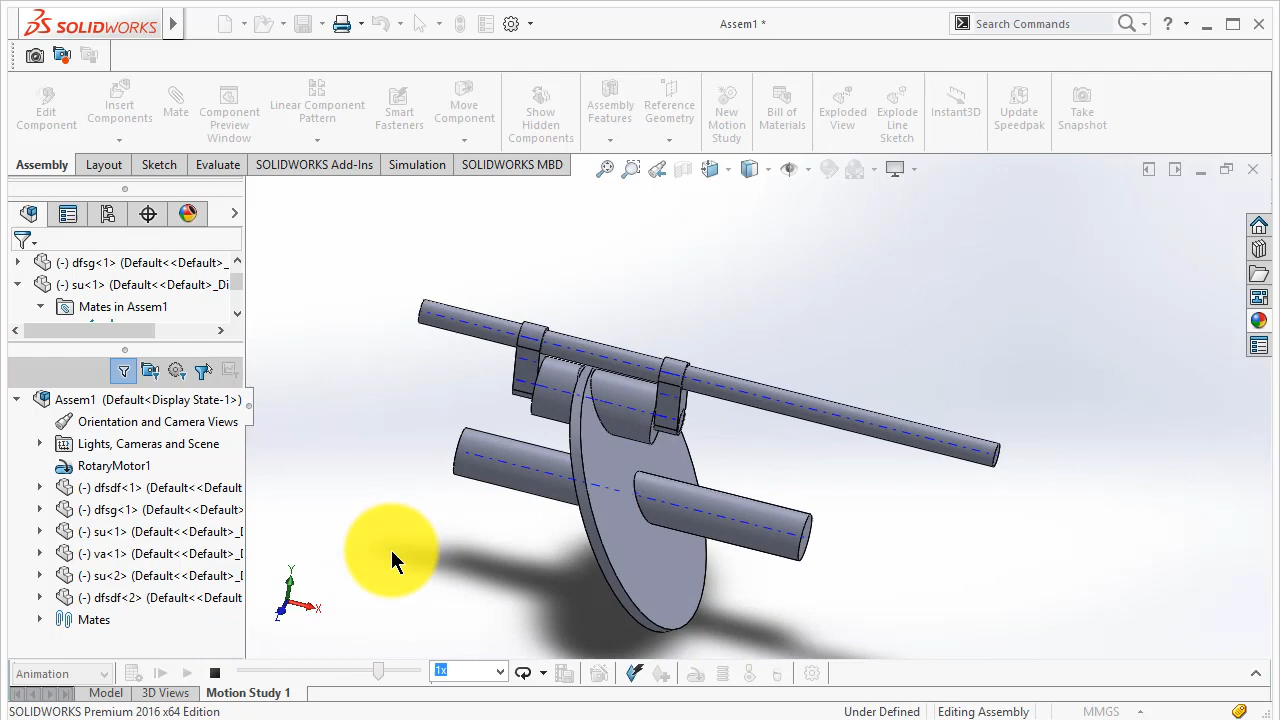 SOLIDWORKS
Assem1 *
Search Commands
?
Edit
Component
Insert
Components
Mate
Component
Preview
Window
Linear Component
Pattern
Smart
Fasteners
Move
Component
Show
Hidden
Components
Assembly
Features
Reference
Geometry
New
Motion
Study
Bill of
Materials
Exploded
View
Explode
Line
Sketch
Instant3D
Update
Speedpak
Take
Snapshot
Assembly
Layout
Sketch
Evaluate
SOLIDWORKS Add-Ins
Simulation
SOLIDWORKS MBD
(-) dfsg<1> (Default<<Default>_
(-) su<1> (Default<<Default>_Di
Mates in Assem1
Assem1 (Default<Display State-1>)
Orientation and Camera Views
Lights, Cameras and Scene
RotaryMotor1
(-) dfsdf<1> (Default<<Default
(-) dfsg<1> (Default<<Default>
(-) su<1> (Default<<Default>_D
(-) va<1> (Default<<Default>_D
(-) su<2> (Default<<Default>_D
(-) dfsdf<2> (Default<<Default
Mates
Y
X
Z
Animation
1x
Model
3D Views
Motion Study 1
SOLIDWORKS Premium 2016 x64 Edition
Under Defined
Editing Assembly
MMGS